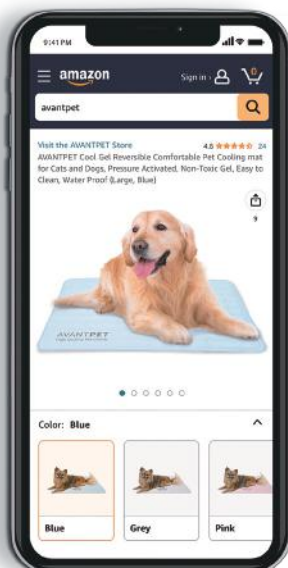 9:41 PM
amazon
Sign in ›
0
avantpet
Visit the AVANTPET Store
4.6
24
AVANTPET Cool Gel Reversible Comfortable Pet Cooling mat
for Cats and Dogs, Pressure Activated, Non-Toxic Gel, Easy to
Clean, Water Proof (Large, Blue)
AVANTPET
Color: Blue
Blue
Grey
Pink